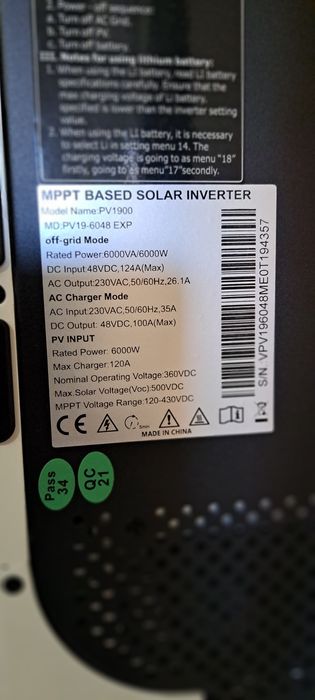 2. Power - off sequence:
a. Turn off AC Grid.
b. Turn off PV
c. Turn off battery
III. Notes for using lithium battery:
1. When using the Li battery, read Li battery
specifications carefully. Ensure that the
max charging voltage of Li battery
specified is lower than the inverter setting
value.
2. When using the LI battery, it is necessary
to select Li in setting menu 14. The
charging voltage is going to as menu "18"
firstly, going to as menu"17"secondly.
MPPT BASED SOLAR INVERTER
Model Name:PV1900
MD:PV19-6048 EXP
off-grid Mode
Rated Power:6000VA/6000W
DC Input:48VDC,124A(Max)
AC Output:230VAC,50/60Hz,26.1A
AC Charger Mode
AC Input:230VAC,50/60Hz,35A
DC Output: 48VDC,100A(Max)
PV INPUT
Rated Power: 6000W
Max Charger:120A
Nominal Operating Voltage:360VDC
Max.Solar Voltage(Voc):500VDC
MPPT Voltage Range:120-430VDC
CE
5min
MADE IN CHINA
S/N: VPV196048ME0T194357
Pass
34
QC
21